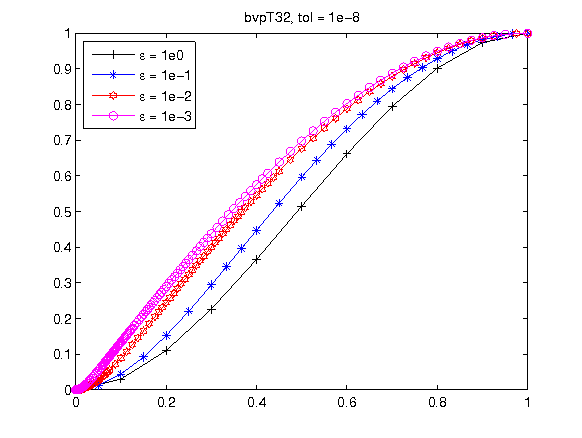 bvpT32, tol = 1e-8
ε = 1e0
ε = 1e-1
ε = 1e-2
ε = 1e-3
1
0.9
0.8
0.7
0.6
0.5
0.4
0.3
0.2
0.1
0
0 0.2 0.4 0.6 0.8 1